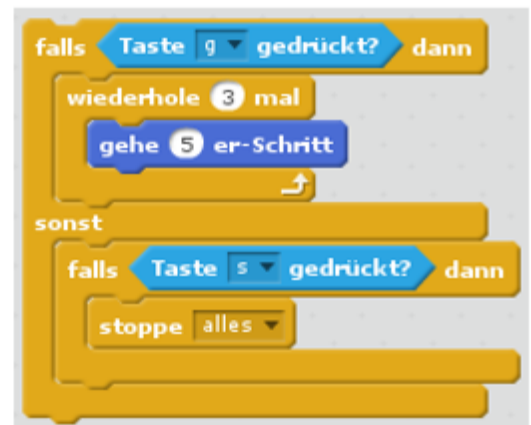 falls Taste g gedrückt? dann
wiederhole 3 mal
gehe 5 er-Schritt
sonst
falls Taste s gedrückt? dann
stoppe alles